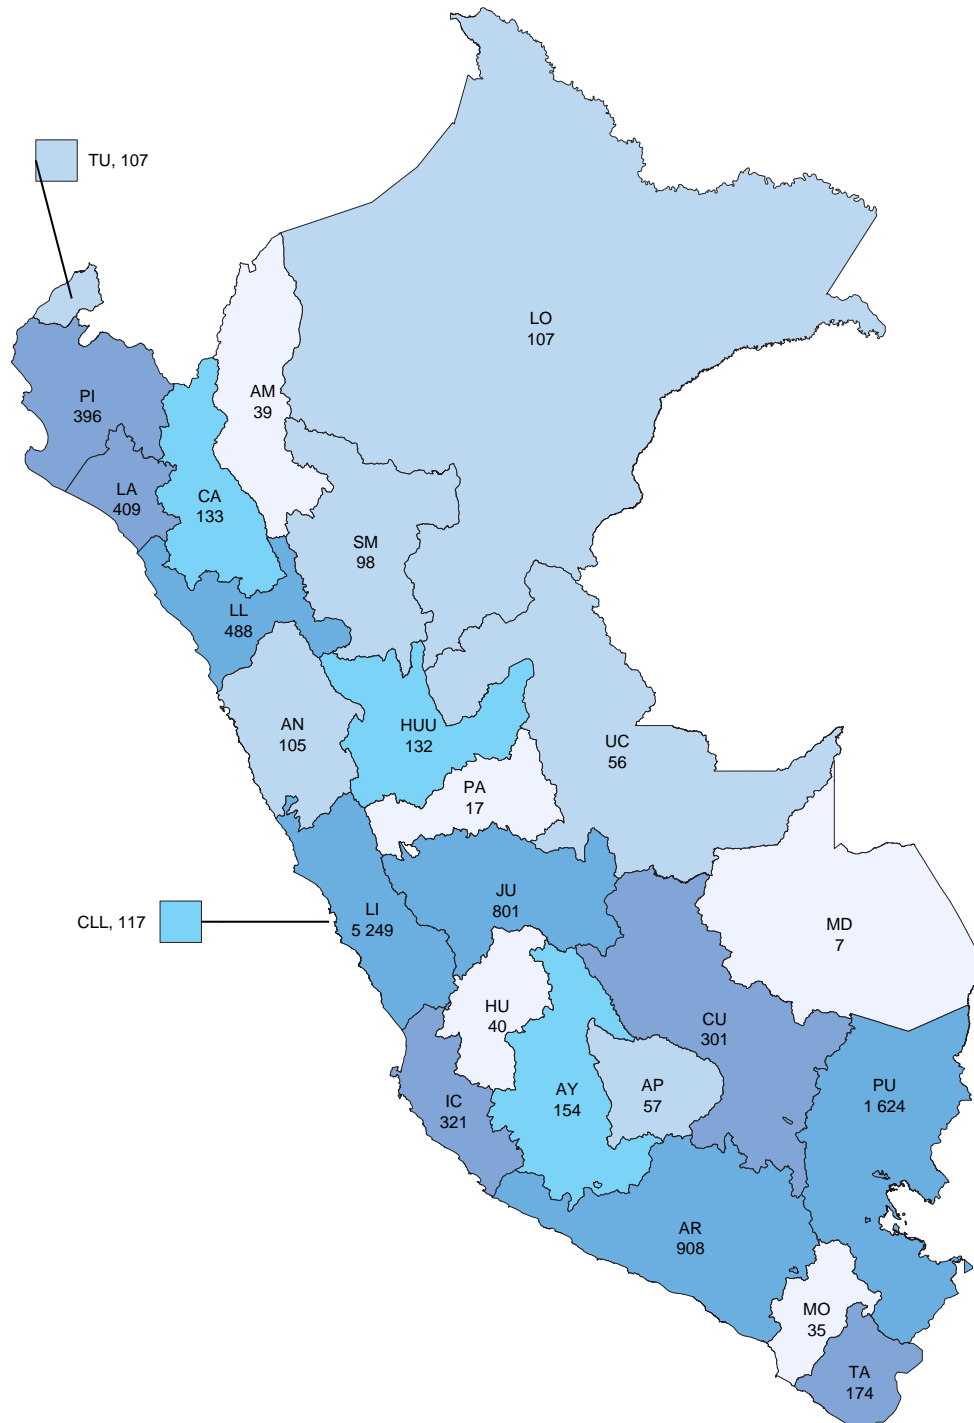 TU, 107
LO
107
AM
39
PI
396
LA
409
CA
133
SM
98
LL
488
AN
105
HUU
132
UC
56
PA
17
JU
801
LI
5 249
CLL, 117
MD
7
HU
40
CU
301
AY
154
AP
57
PU
1 624
IC
321
AR
908
MO
35
TA
174